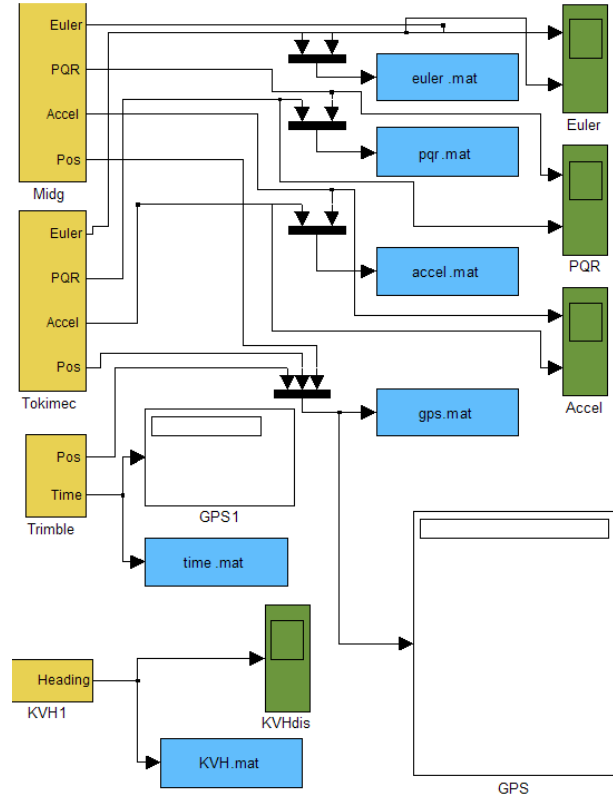 Euler
PQR
Accel
Pos
Midg
Euler
PQR
Accel
Pos
Tokimec
Pos
Time
Trimble
Heading
KVH1
euler .mat
pqr .mat
accel .mat
gps.mat
GPS1
time .mat
KVHdis
KVH.mat
Euler
PQR
Accel
GPS